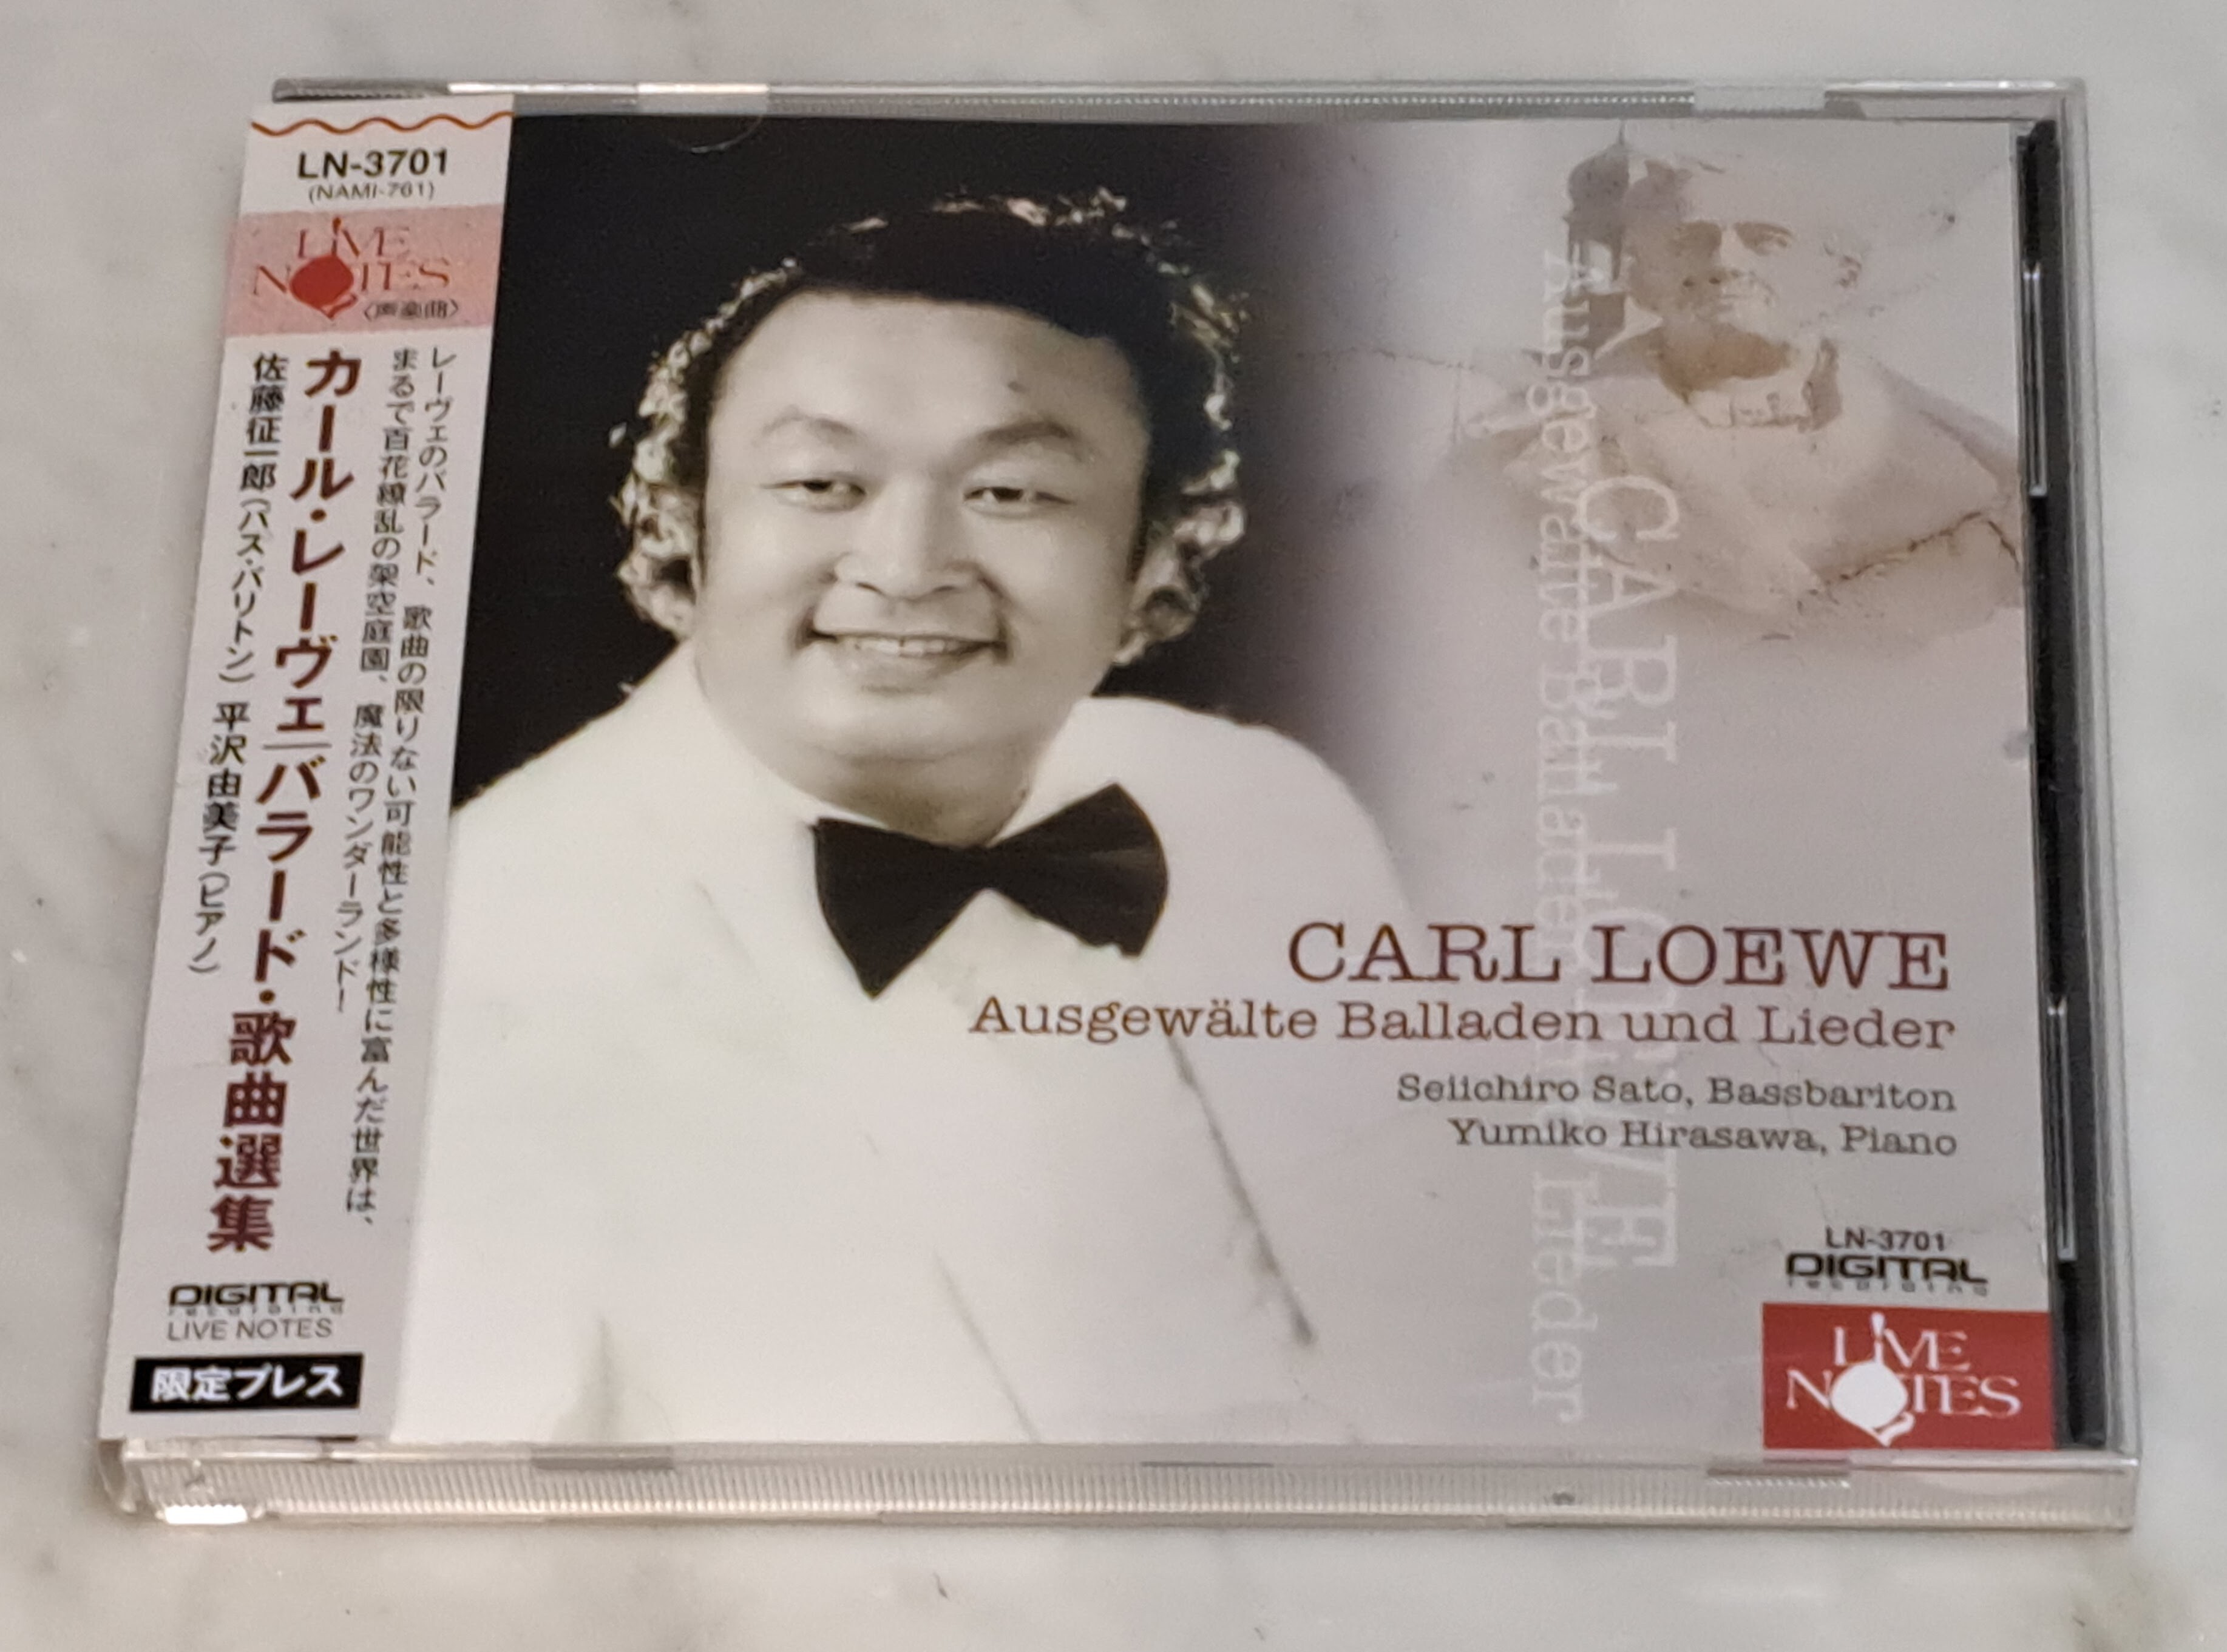 LN-3701
(NAMI-761)
LIVE
NOTES
〈声楽曲〉
レーヴェのバラード、歌曲の限りない可能性と多様性に富んだ世界は、
まるで百花繚乱の架空庭園、魔法のワンダーランド!
カール・レーヴェ/バラード・歌曲選集
佐藤征一郎(バス・バリトン) 平沢由美子(ピアノ)
DIGITAL
recording
LIVE NOTES
限定プレス
CARL LOEWE
Ausgewälte Balladen und Lieder
CARL LOEWE
Ausgewälte Balladen und Lieder
Seiichiro Sato, Bassbariton
Yumiko Hirasawa, Piano
LN-3701
DIGITAL
recording
LIVE
NOTES